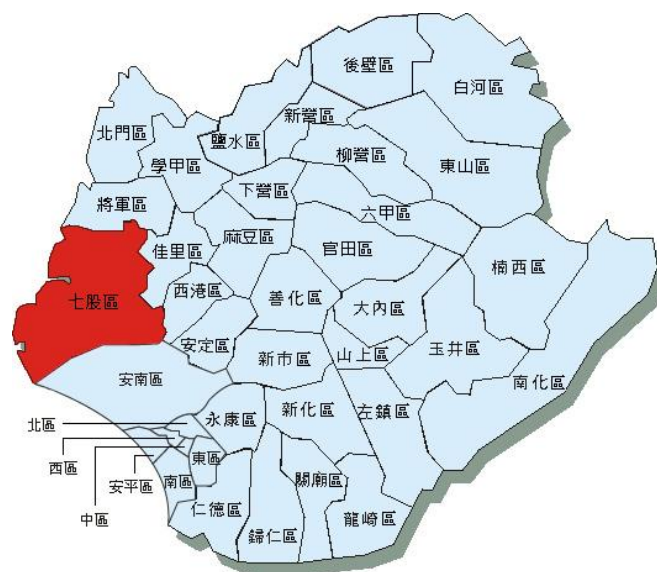 後壁區
白河區
新營區
北門區
鹽水區
柳營區
學甲區
東山區
下營區
將軍區
六甲區
麻豆區
佳里區
官田區
楠西區
西港區
七股區
善化區
大內區
安定區
山上區
玉井區
新市區
安南區
南化區
永康區
新化區
左鎮區
北區
東區
西區
關廟區
安平區
南區
仁德區
中區
龍崎區
歸仁區